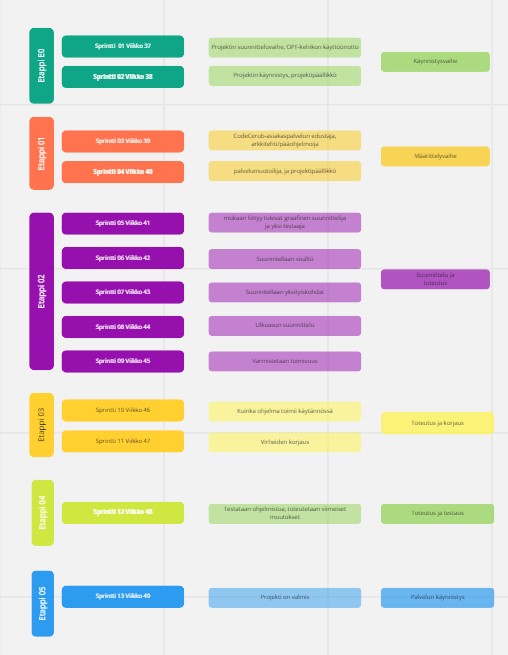 Etappi E0
Sprintti 01 Viikko 37
Projektin suunnitteluvaihe, OPF-kehikon käyttöönotto
Käynnistysvaihe
Sprintti 02 Viikko 38
Projektin käynnistys, projektipäällikkö
Etappi 01
Sprintti 03 Viikko 39
CodeCerub-asiakaspalvelun edustaja,
arkkitehti/pääohjelmoija
Määrittelyvaihe
Sprintti 04 Viikko 40
palvelumuotoilija, ja projektipäällikkö
Etappi 02
Sprintti 05 Viikko 41
mukaan liittyy tulevat graafinen suunnittelija
ja yksi testaaja
Sprintti 06 Viikko 42
Suunnitellaan sisältö
Suunnittelu ja
toteutus
Sprintti 07 Viikko 43
Suunnitellaan yksityiskohdat
Sprintti 08 Viikko 44
Ulkoasun suunnittelu
Sprintti 09 Viikko 45
Varmistetaan toimivuus
Etappi 03
Sprintti 10 Viikko 46
Kuinka ohjelma toimii käytännössä
Toteutus ja korjaus
Sprintti 11 Viikko 47
Virheiden korjaus
Etappi 04
Sprintti 12 Viikko 48
Testataan ohjelmistoa, toteutetaan viimeiset
muutokset
Toteutus ja testaus
Etappi 05
Sprintti 13 Viikko 49
Projekti on valmis
Palvelun käynnistys